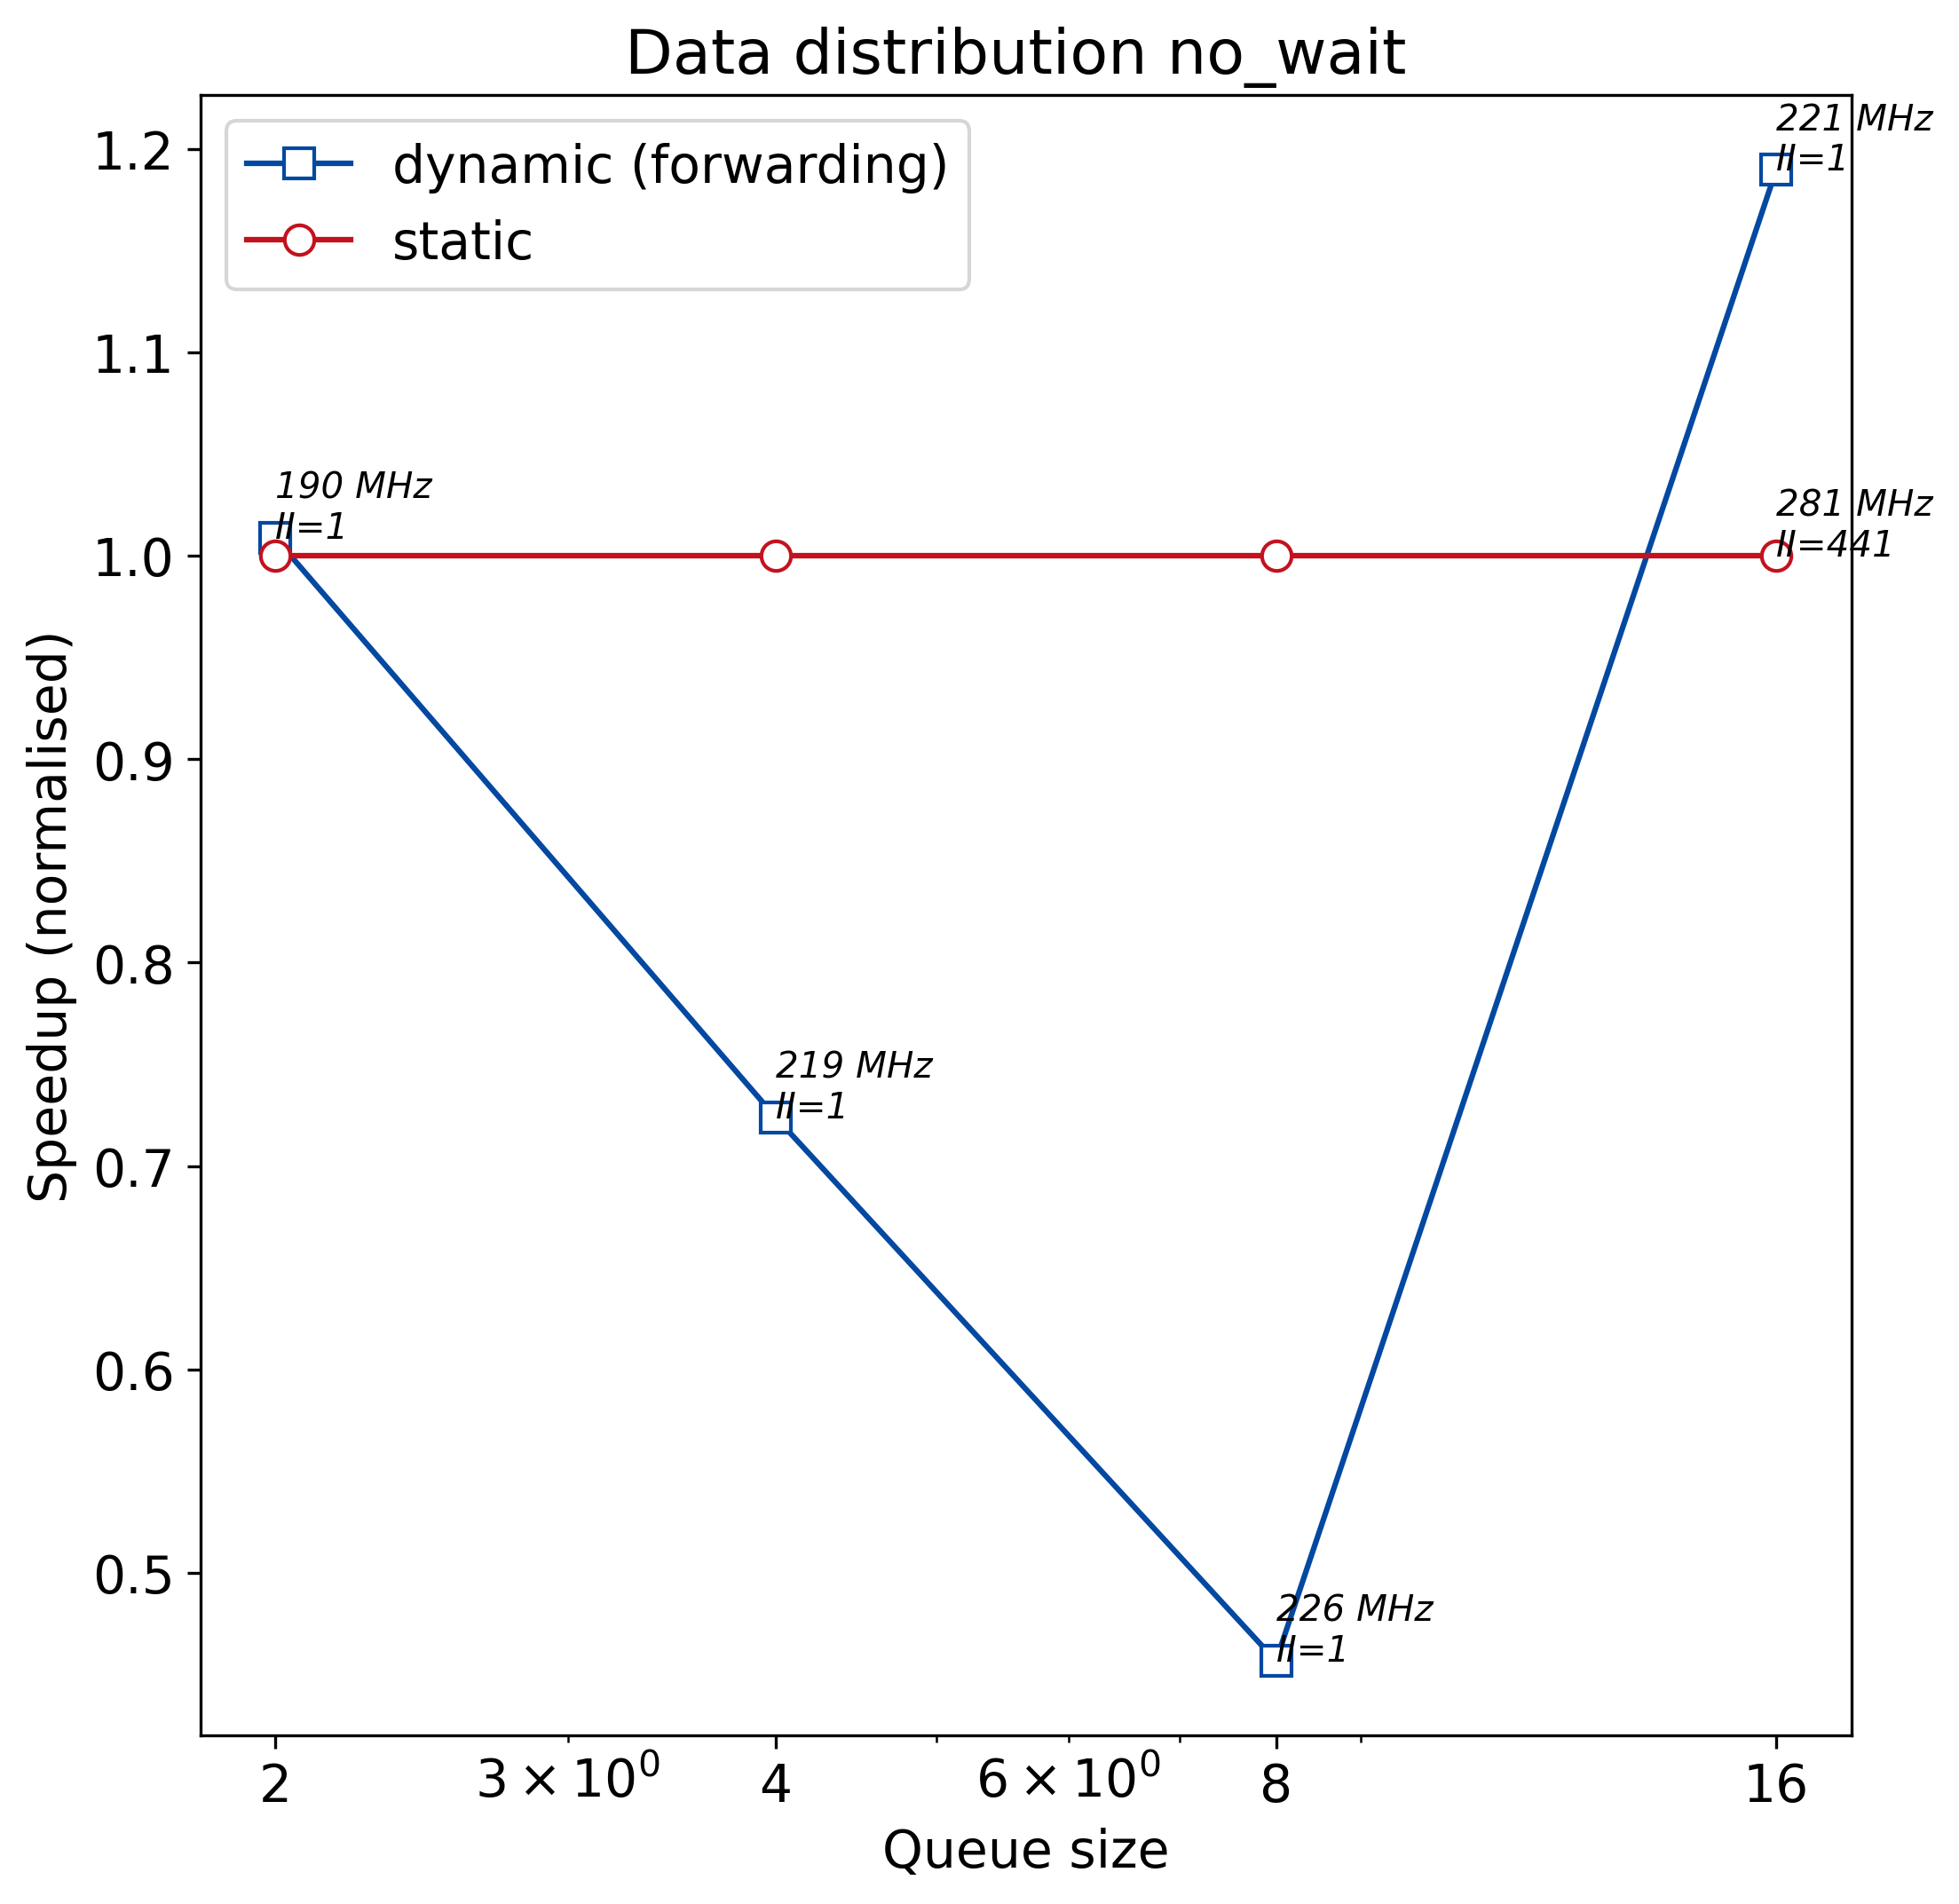 Data distribution no_wait
dynamic (forwarding)
static
221 MHz
II=1
281 MHz
II=441
190 MHz
II=1
219 MHz
II=1
226 MHz
II=1
1.2
1.1
1.0
0.9
0.8
0.7
0.6
0.5
Speedup (normalised)
2 3 × 10⁰ 4 6 × 10⁰ 8 16
Queue size